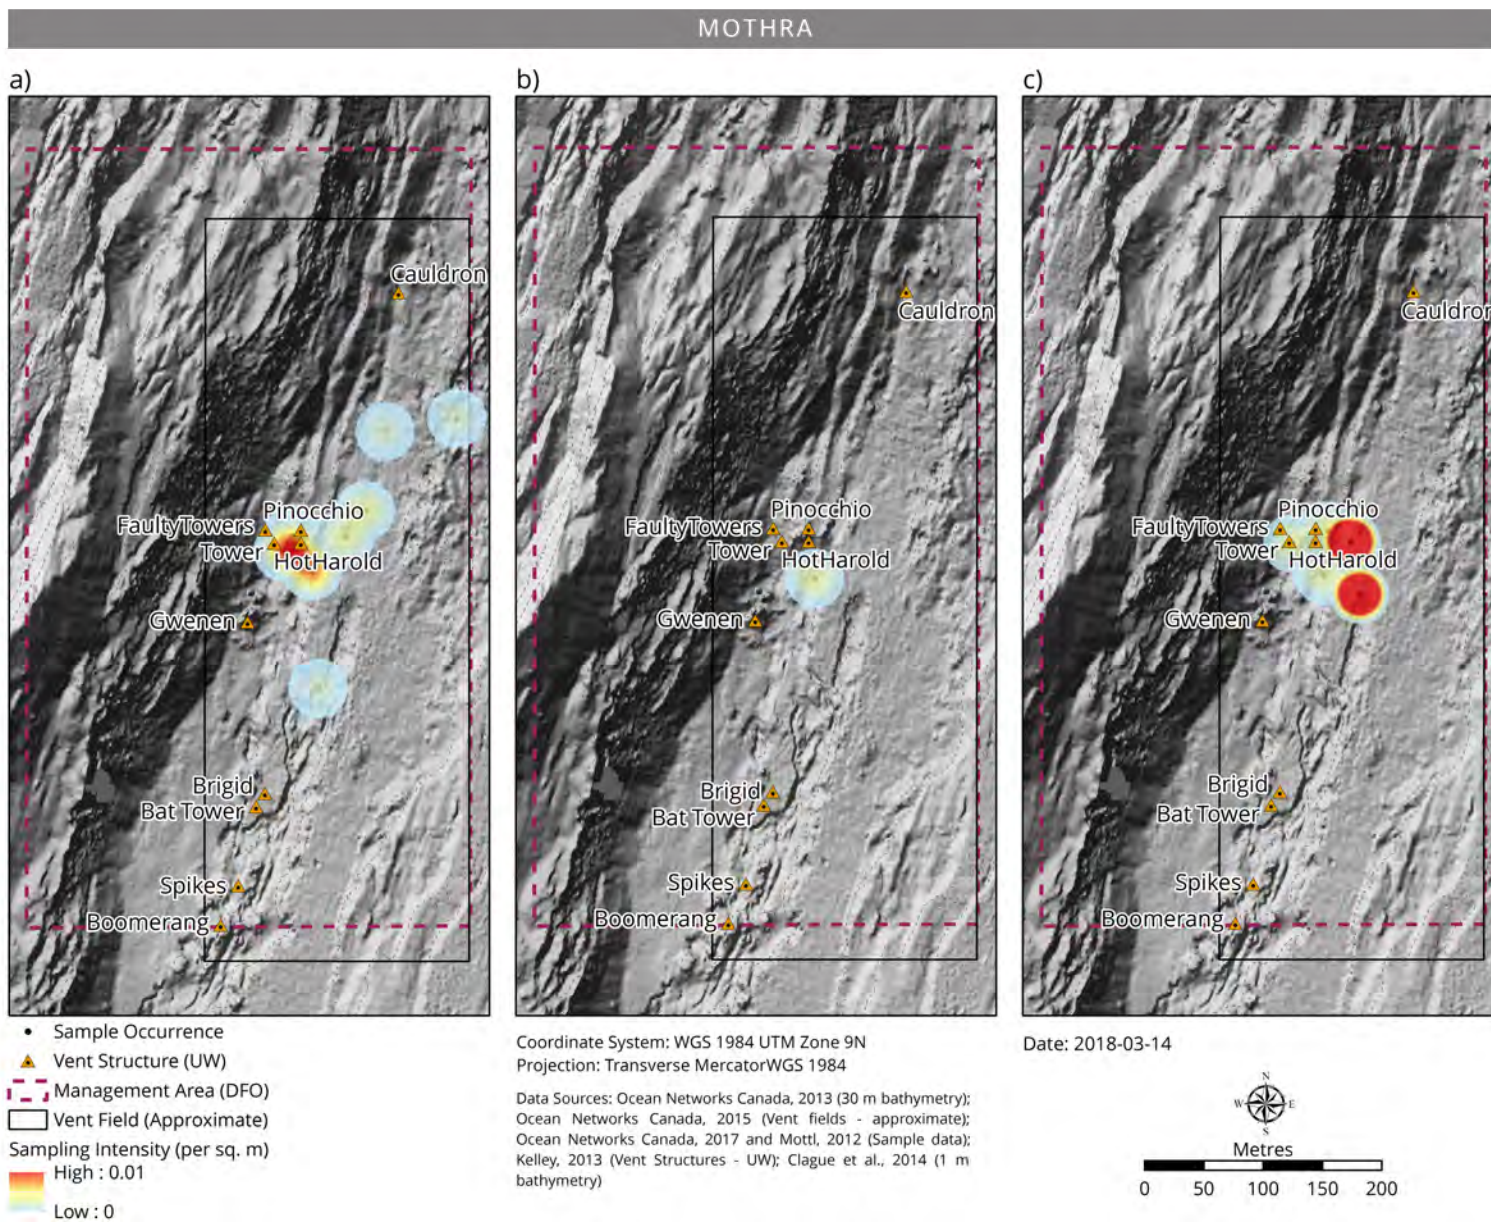 MOTHRA
a)
Cauldron
Pinocchio
FaultyTowers
Tower
HotHarold
Gwenen
Brigid
Bat Tower
Spikes
Boomerang
b)
Cauldron
Pinocchio
FaultyTowers
Tower
HotHarold
Gwenen
Brigid
Bat Tower
Spikes
Boomerang
c)
Cauldron
Pinocchio
FaultyTowers
Tower
HotHarold
Gwenen
Brigid
Bat Tower
Spikes
Boomerang
Sample Occurrence
Vent Structure (UW)
Management Area (DFO)
Vent Field (Approximate)
Sampling Intensity (per sq. m)
High : 0.01
Low : 0
Coordinate System: WGS 1984 UTM Zone 9N
Projection: Transverse MercatorWGS 1984
Data Sources: Ocean Networks Canada, 2013 (30 m bathymetry);
Ocean Networks Canada, 2015 (Vent fields - approximate);
Ocean Networks Canada, 2017 and Mottl, 2012 (Sample data);
Kelley, 2013 (Vent Structures - UW); Clague et al., 2014 (1 m
bathymetry)
Date: 2018-03-14
N
W E
S
Metres
0 50 100 150 200